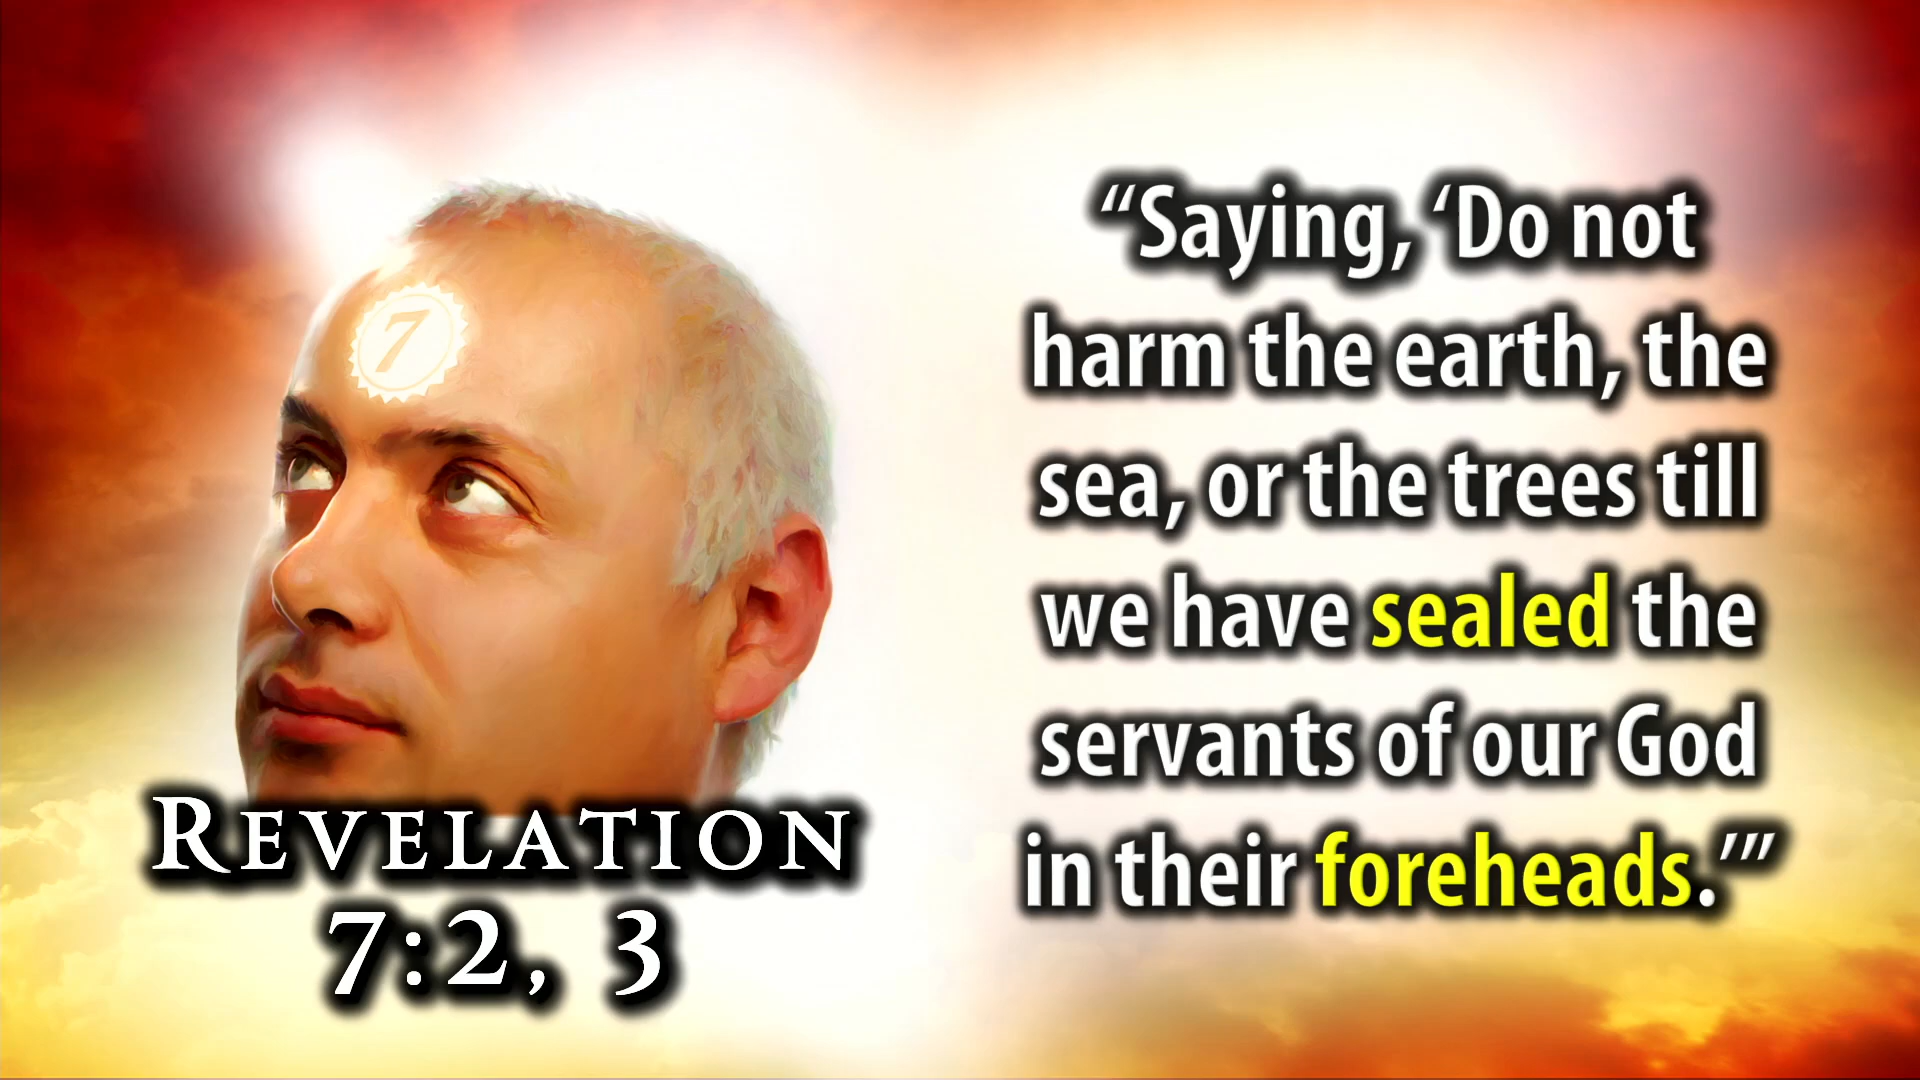 7
REVELATION
7:2, 3
“Saying, ‘Do not
harm the earth, the
sea, or the trees till
we have sealed the
servants of our God
in their foreheads.’”